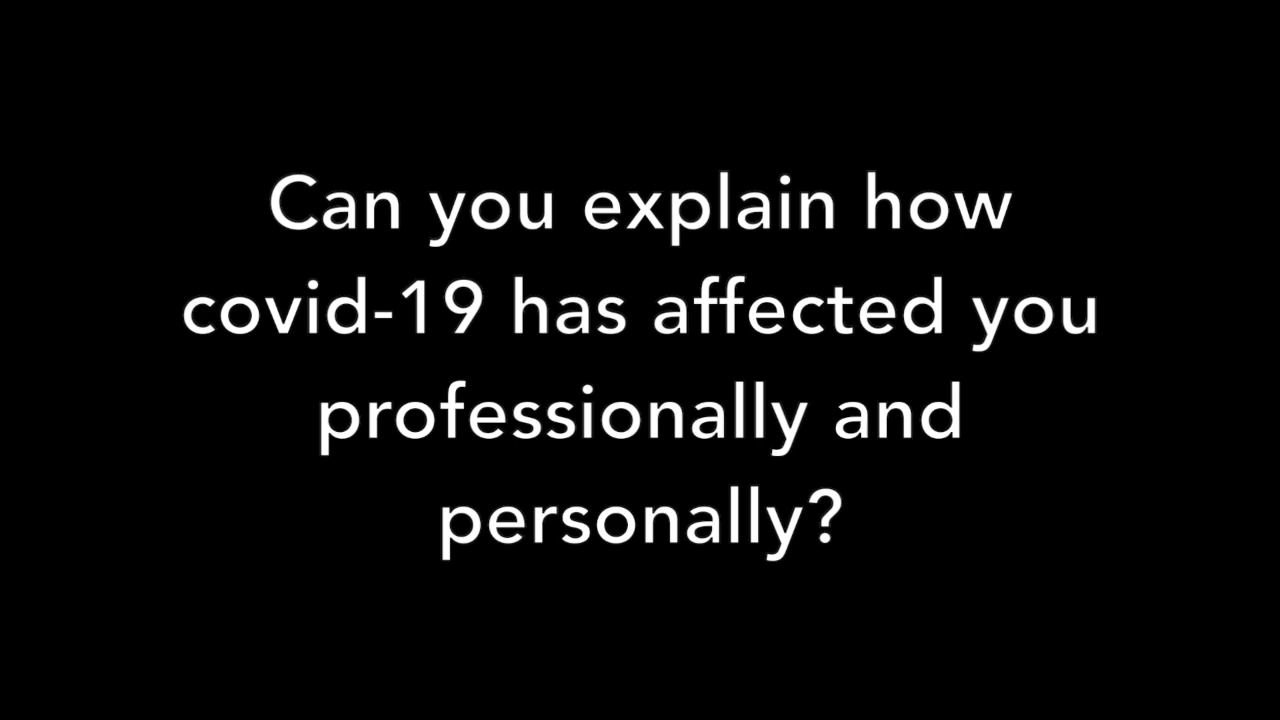 Can you explain how
covid-19 has affected you
professionally and
personally?